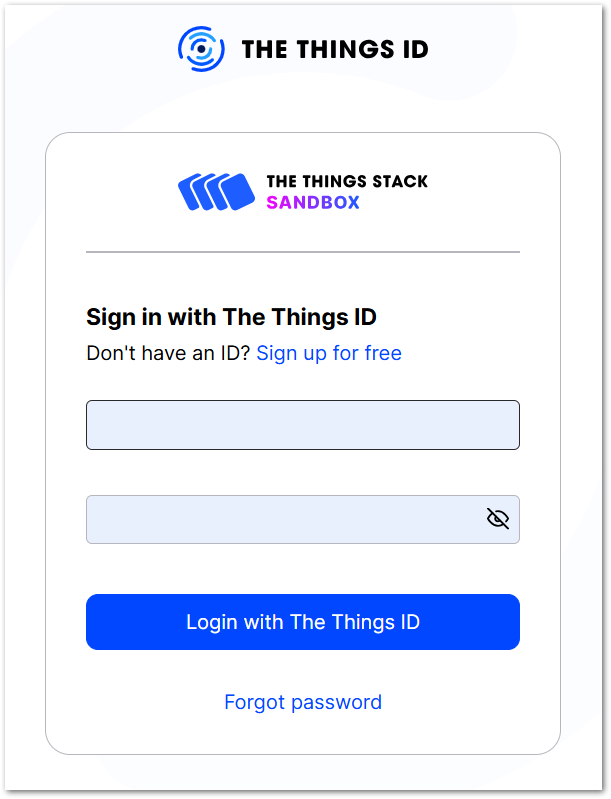 THE THINGS ID
THE THINGS STACK
SANDBOX
Sign in with The Things ID
Don't have an ID? Sign up for free
Login with The Things ID
Forgot password